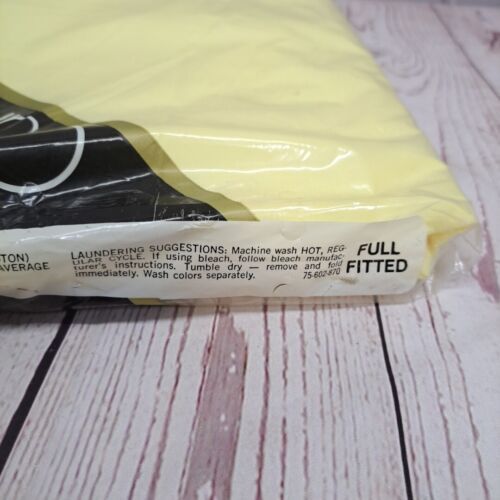 STON)
AVERAGE
LAUNDERING SUGGESTIONS: Machine wash HOT, REG-
ULAR CYCLE. If using bleach, follow bleach manufac-
turer's instructions. Tumble dry — remove and fold
immediately. Wash colors separately. 75-602-870
FULL
FITTED